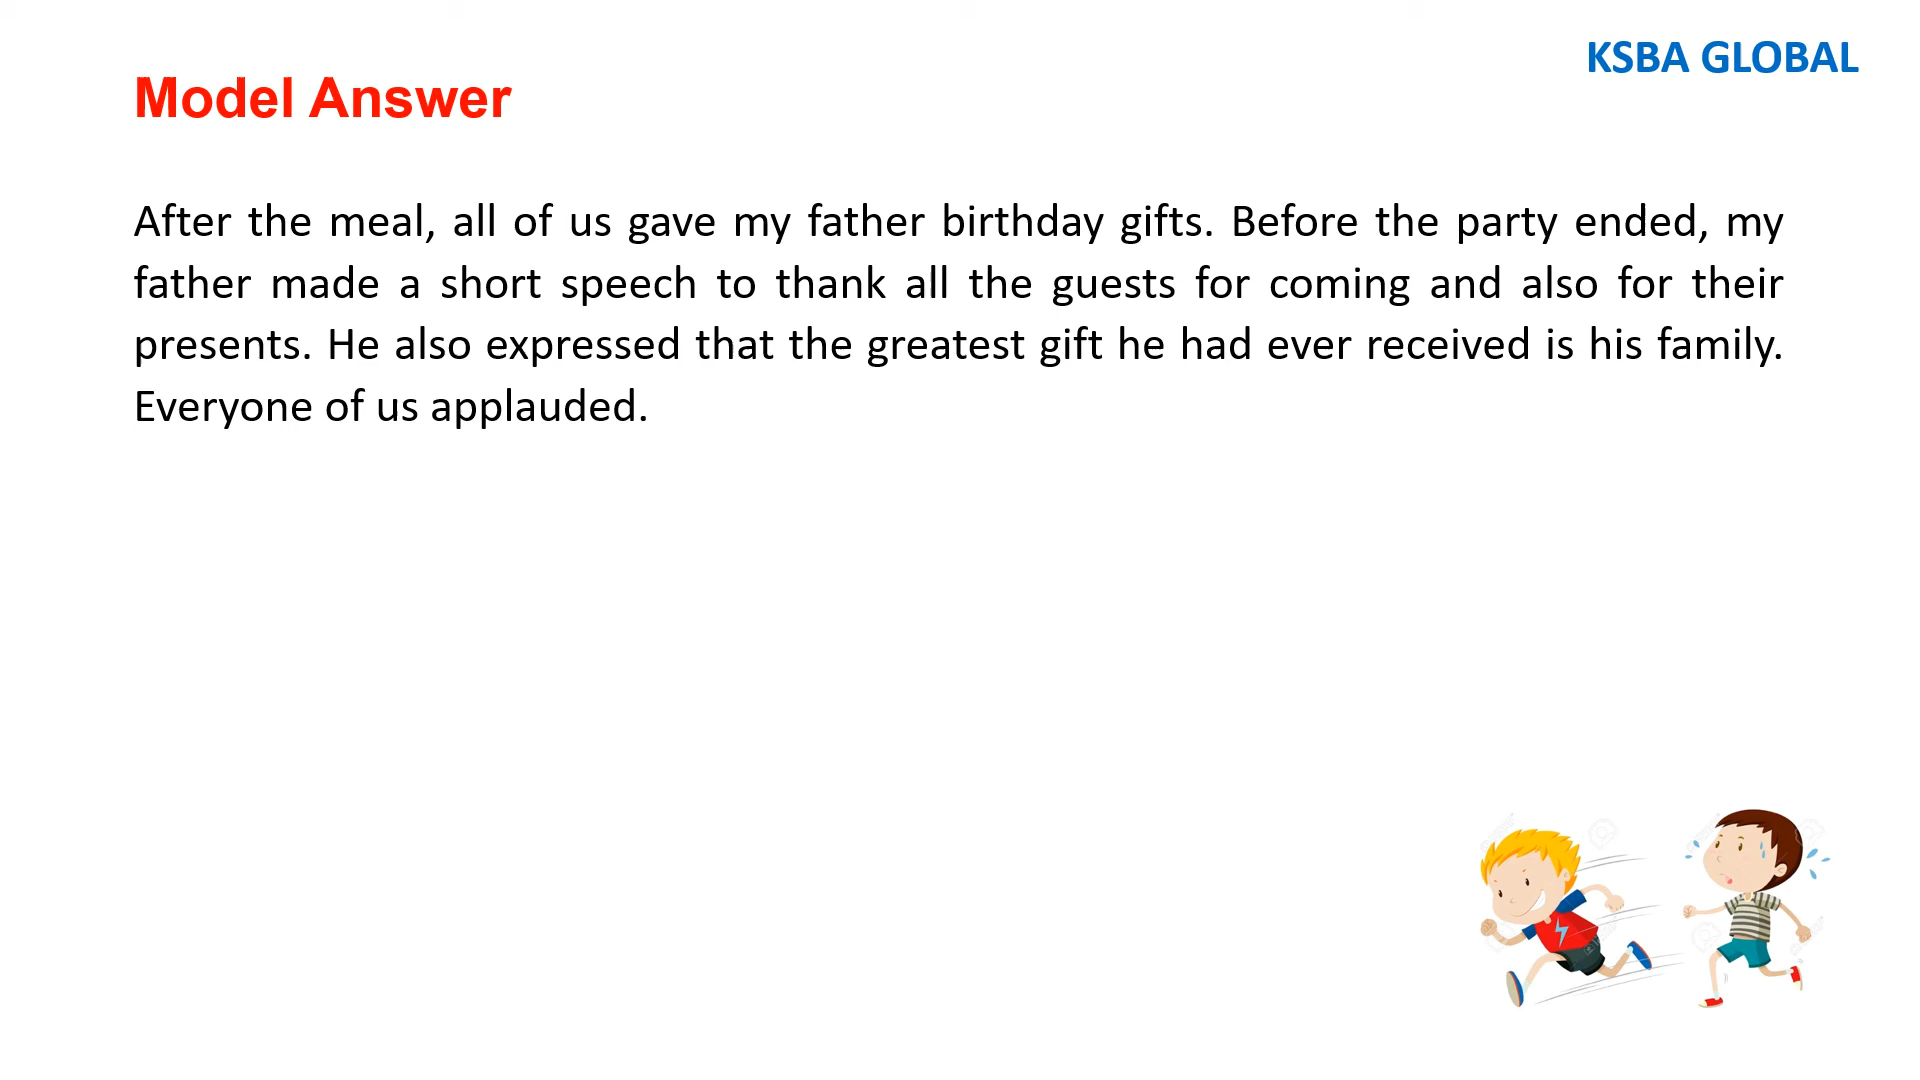 KSBA GLOBAL
Model Answer
After the meal, all of us gave my father birthday gifts. Before the party ended, my
father made a short speech to thank all the guests for coming and also for their
presents. He also expressed that the greatest gift he had ever received is his family.
Everyone of us applauded.